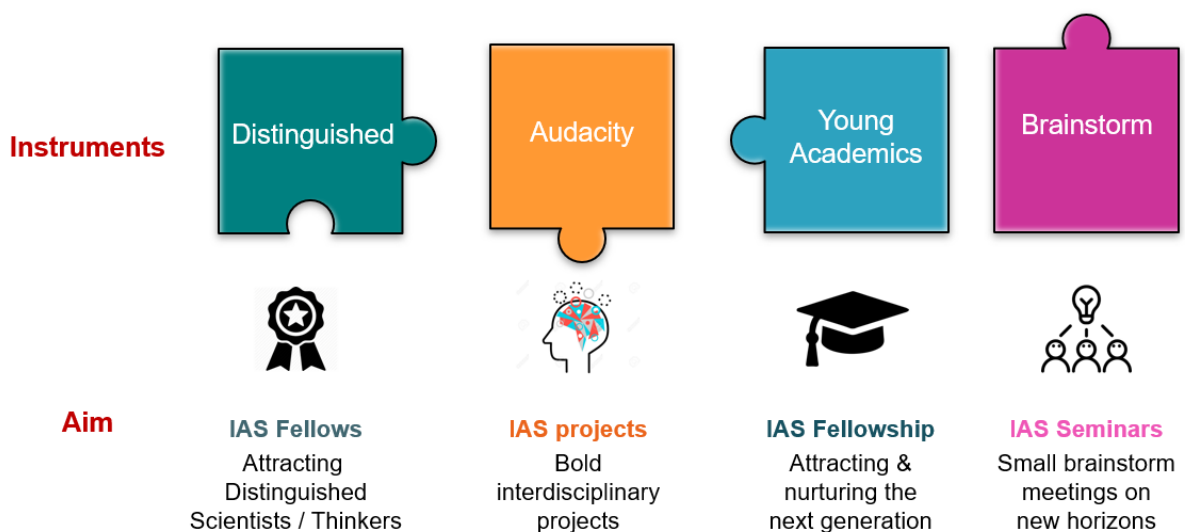 Instruments
Distinguished
Audacity
Young
Academics
Brainstorm
Aim
IAS Fellows
Attracting
Distinguished
Scientists / Thinkers
IAS projects
Bold
interdisciplinary
projects
IAS Fellowship
Attracting &
nurturing the
next generation
IAS Seminars
Small brainstorm
meetings on
new horizons